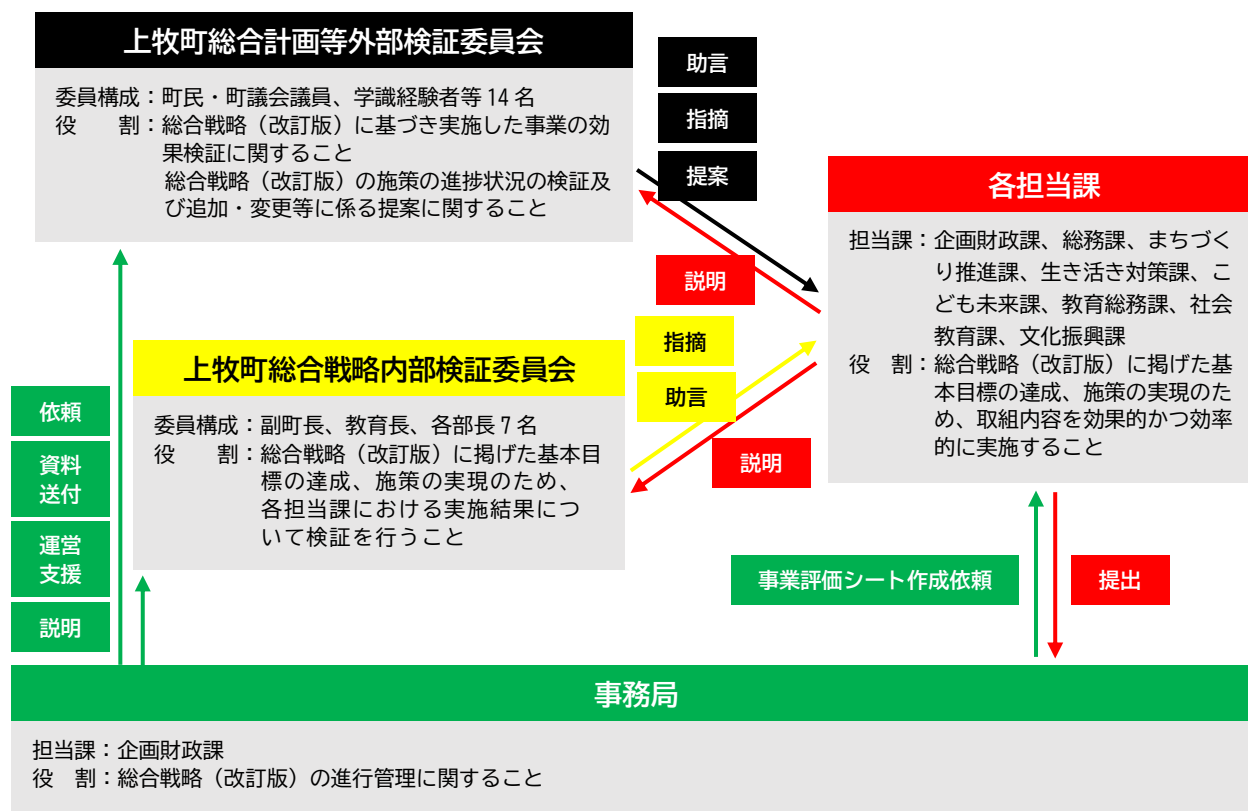 上牧町総合計画等外部検証委員会
委員構成：町民・町議会議員、学識経験者等 14 名
役　　割：総合戦略（改訂版）に基づき実施した事業の効
果検証に関すること
総合戦略（改訂版）の施策の進捗状況の検証及
び追加・変更等に係る提案に関すること
助言
指摘
提案
説明
各担当課
担当課：企画財政課、総務課、まちづく
り推進課、生き活き対策課、こ
ども未来課、教育総務課、社会
教育課、文化振興課
役　割：総合戦略（改訂版）に掲げた基
本目標の達成、施策の実現のた
め、取組内容を効果的かつ効率
的に実施すること
上牧町総合戦略内部検証委員会
委員構成：副町長、教育長、各部長 7 名
役　　割：総合戦略（改訂版）に掲げた基本目
標の達成、施策の実現のため、
各担当課における実施結果につ
いて検証を行うこと
指摘
助言
説明
依頼
資料
送付
運営
支援
説明
事業評価シート作成依頼
提出
事務局
担当課：企画財政課
役　割：総合戦略（改訂版）の進行管理に関すること